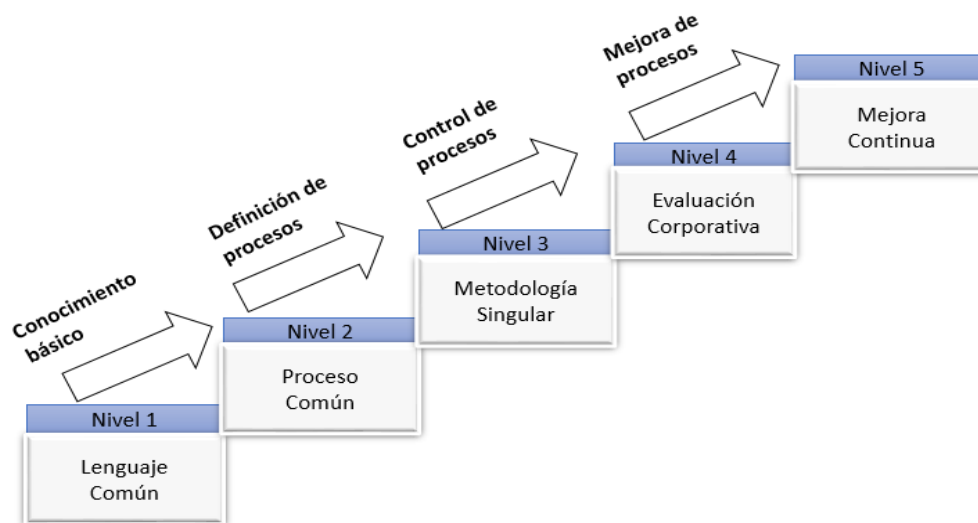 Conocimiento
básico
Nivel 1
Lenguaje
Común
Definición de
procesos
Nivel 2
Proceso
Común
Control de
procesos
Nivel 3
Metodología
Singular
Mejora de
procesos
Nivel 4
Evaluación
Corporativa
Nivel 5
Mejora
Continua